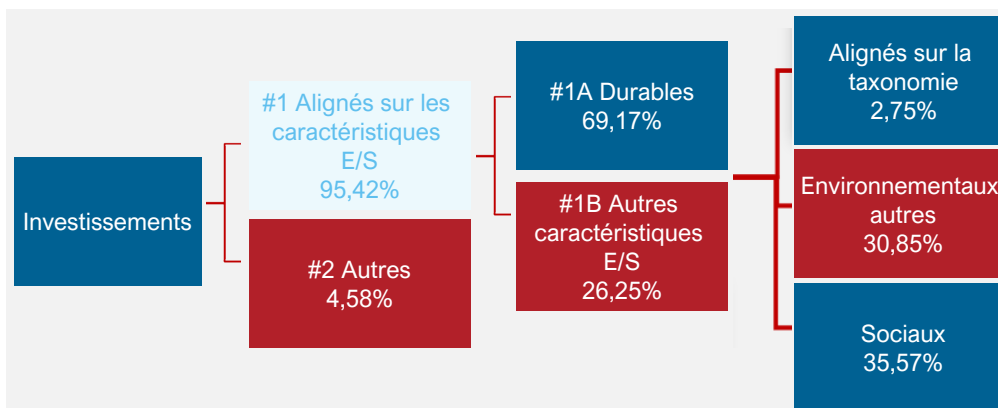 Investissements
#1 Alignés sur les
caractéristiques
E/S
95,42%
#2 Autres
4,58%
#1A Durables
69,17%
#1B Autres
caractéristiques
E/S
26,25%
Alignés sur la
taxonomie
2,75%
Environnementaux
autres
30,85%
Sociaux
35,57%